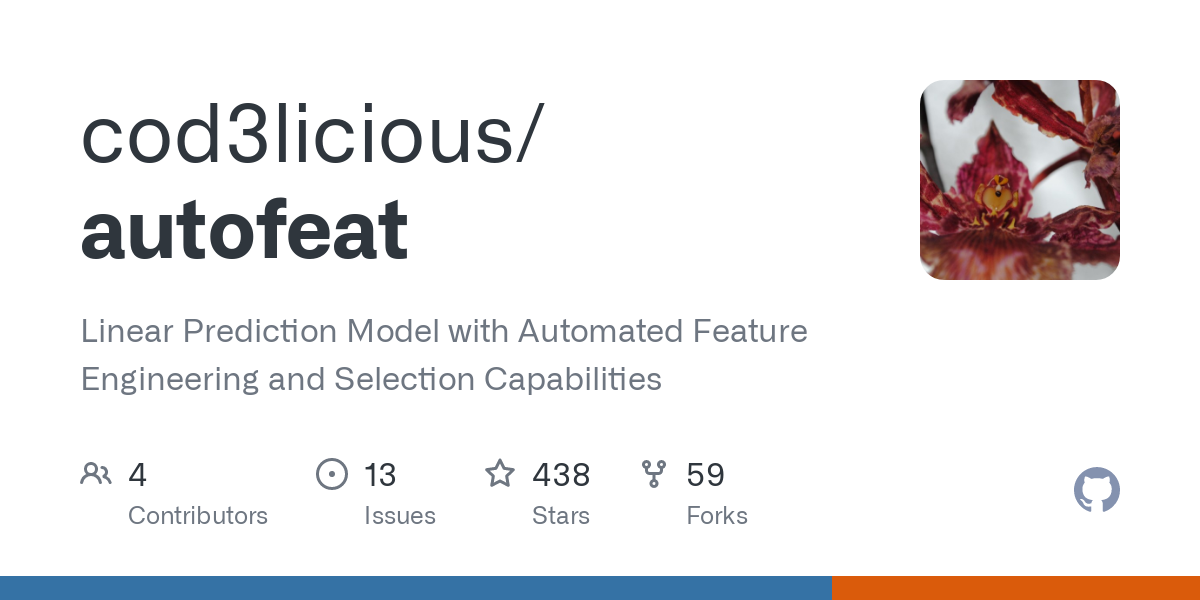 cod3licious/
autofeat
Linear Prediction Model with Automated Feature
Engineering and Selection Capabilities
4 13 438 59
Contributors Issues Stars Forks